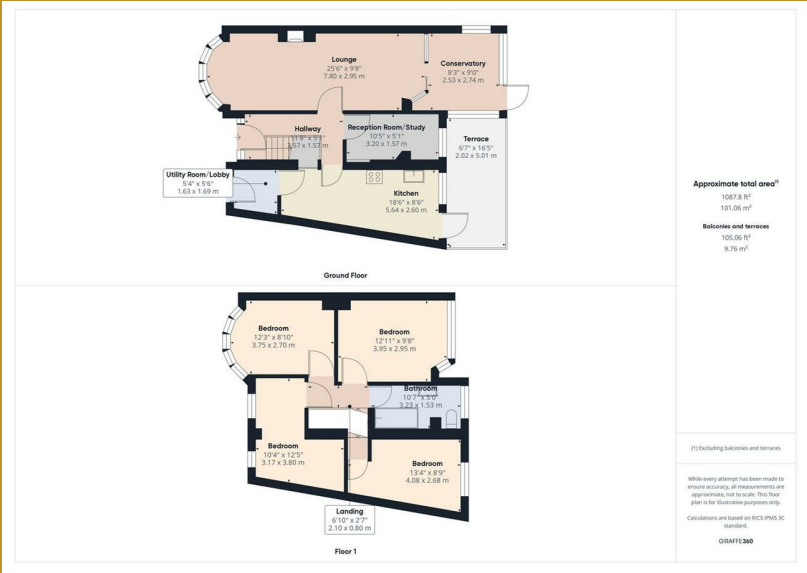 Lounge
25'6" x 9'8"
7.80 x 2.95 m
Conservatory
8'3" x 9'0"
2.53 x 2.74 m
Hallway
11'8" x 5'1"
3.57 x 1.57 m
Reception Room/Study
10'5" x 5'1"
3.20 x 1.57 m
Terrace
6'7" x 16'5"
2.02 x 5.01 m
Utility Room/Lobby
5'4" x 5'6"
1.63 x 1.69 m
Kitchen
18'6" x 8'6"
5.64 x 2.60 m
Ground Floor
Bedroom
12'3" x 8'10"
3.75 x 2.70 m
Bedroom
12'11" x 9'8"
3.95 x 2.95 m
Bathroom
10'7" x 5'0"
3.23 x 1.53 m
Bedroom
10'4" x 12'5"
3.17 x 3.80 m
Bedroom
13'4" x 8'9"
4.08 x 2.68 m
Landing
6'10" x 2'7"
2.10 x 0.80 m
Floor 1
Approximate total area⁽¹⁾
1087.8 ft²
101.06 m²
Balconies and terraces
105.06 ft²
9.76 m²
(1) Excluding balconies and terraces
While every attempt has been made to
ensure accuracy, all measurements are
approximate, not to scale. This floor
plan is for illustrative purposes only.
Calculations are based on RICS IPMS 3C
standard.
GIRAFFE360